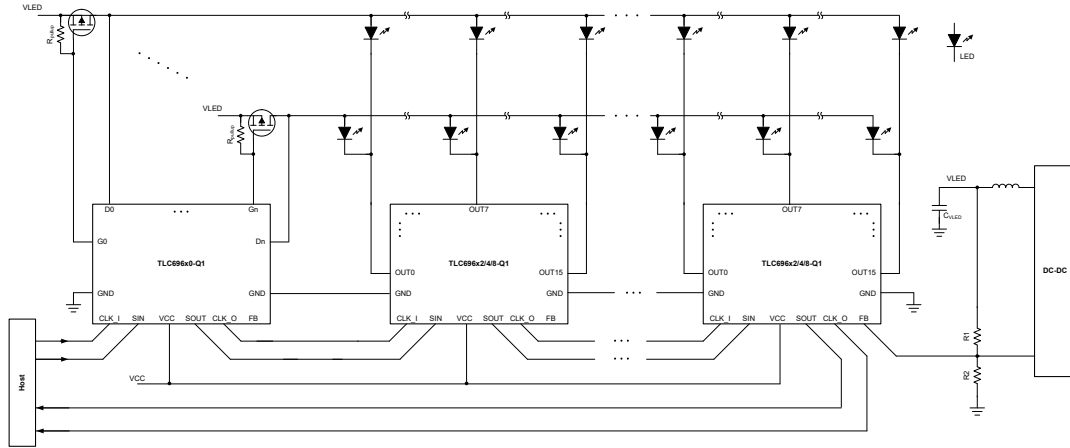 VLED
Rpullup
LED
VLED
Rpullup
VLED
CVLED
D0
. . .
Gn
OUT7
OUT7
G0
Dn
TLC696x0-Q1
TLC696x2/4/8-Q1
TLC696x2/4/8-Q1
DC-DC
OUT0
OUT15
OUT0
OUT15
GND
GND
GND
GND
GND
GND
CLK_I
SIN
VCC
SOUT
CLK_O
FB
CLK_I
SIN
VCC
SOUT
CLK_O
FB
CLK_I
SIN
VCC
SOUT
CLK_O
FB
R1
R2
VCC
Host